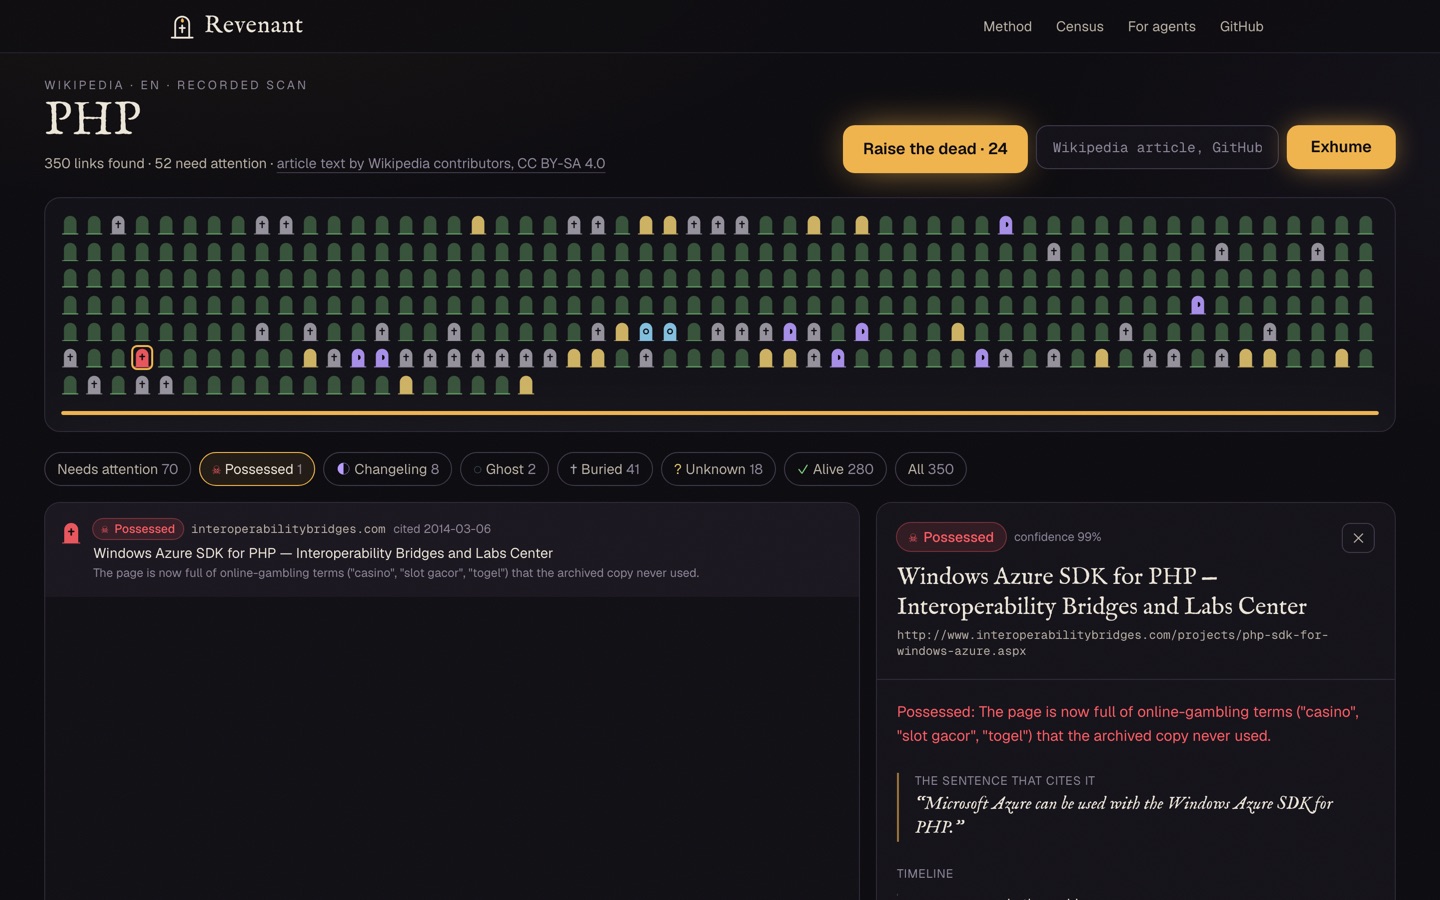 Revenant
Method Census For agents GitHub
WIKIPEDIA · EN · RECORDED SCAN
PHP
350 links found · 52 need attention · article text by Wikipedia contributors, CC BY-SA 4.0
Raise the dead · 24
Wikipedia article, GitHub
Exhume
Needs attention 70
Possessed 1
Changeling 8
Ghost 2
† Buried 41
? Unknown 18
✓ Alive 280
All 350
Possessed interoperabilitybridges.com cited 2014-03-06
Windows Azure SDK for PHP — Interoperability Bridges and Labs Center
The page is now full of online-gambling terms ("casino", "slot gacor", "togel") that the archived copy never used.
Possessed confidence 99%
Windows Azure SDK for PHP —
Interoperability Bridges and Labs Center
http://www.interoperabilitybridges.com/projects/php-sdk-for-
windows-azure.aspx
Possessed: The page is now full of online-gambling terms ("casino",
"slot gacor", "togel") that the archived copy never used.
THE SENTENCE THAT CITES IT
“Microsoft Azure can be used with the Windows Azure SDK for
PHP.”
TIMELINE